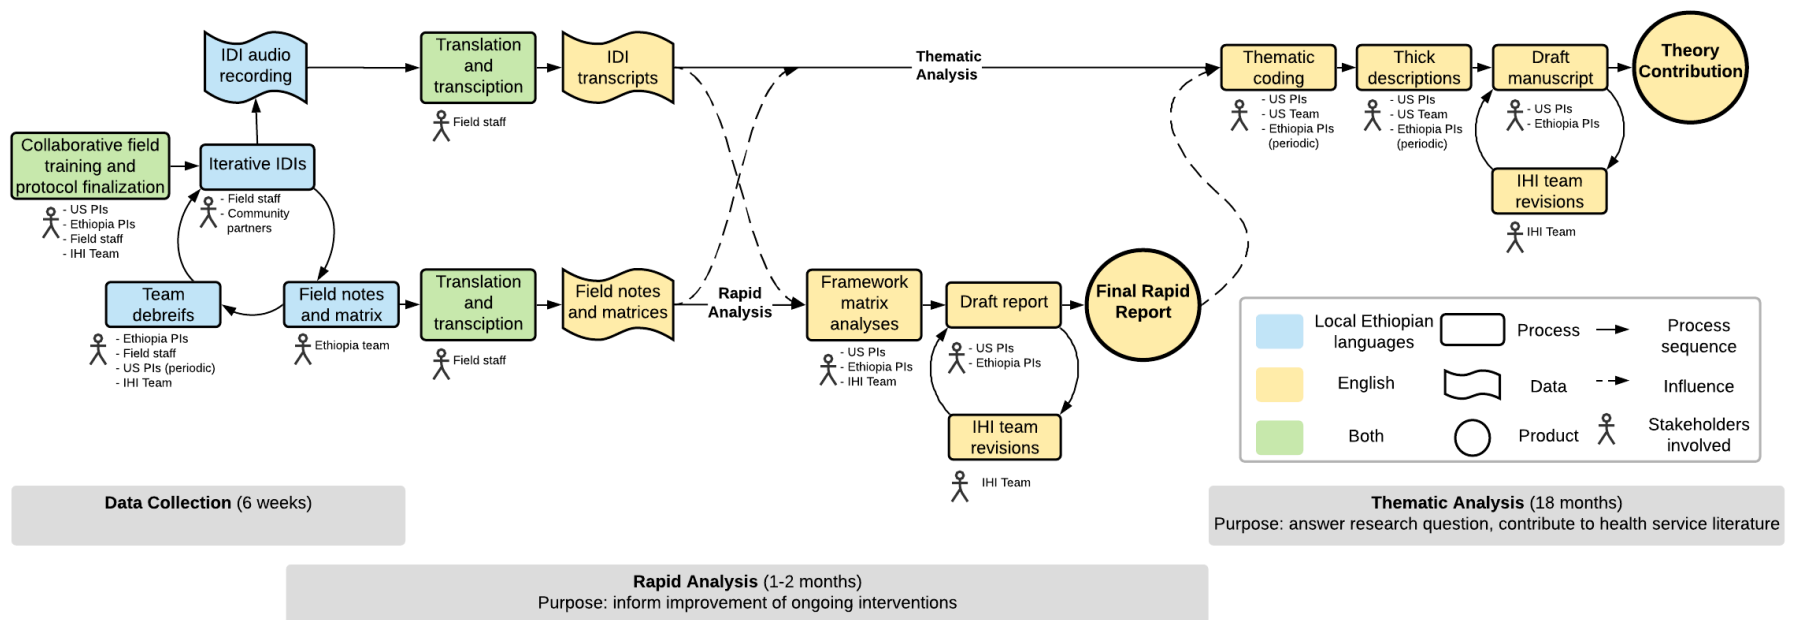 IDI audio
recording
Translation
and
transciption
Field staff
IDI
transcripts
Thematic
Analysis
Thematic
coding
- US PIs
- US Team
- Ethiopia PIs
(periodic)
Thick
descriptions
- US PIs
- US Team
- Ethiopia PIs
(periodic)
Draft
manuscript
- US PIs
- Ethiopia PIs
Theory
Contribution
IHI team
revisions
IHI Team
Collaborative field
training and
protocol finalization
- US PIs
- Ethiopia PIs
- Field staff
- IHI Team
Iterative IDIs
- Field staff
- Community
partners
Team
debreifs
- Ethiopia PIs
- Field staff
- US PIs (periodic)
- IHI Team
Field notes
and matrix
Ethiopia team
Translation
and
transciption
Field staff
Field notes
and matrices
Rapid
Analysis
Framework
matrix
analyses
- US PIs
- Ethiopia PIs
- IHI Team
Draft report
- US PIs
- Ethiopia PIs
IHI team
revisions
IHI Team
Final Rapid
Report
Local Ethiopian
languages
Process
Process
sequence
English
Data
Influence
Both
Product
Stakeholders
involved
Data Collection (6 weeks)
Thematic Analysis (18 months)
Purpose: answer research question, contribute to health service literature
Rapid Analysis (1-2 months)
Purpose: inform improvement of ongoing interventions